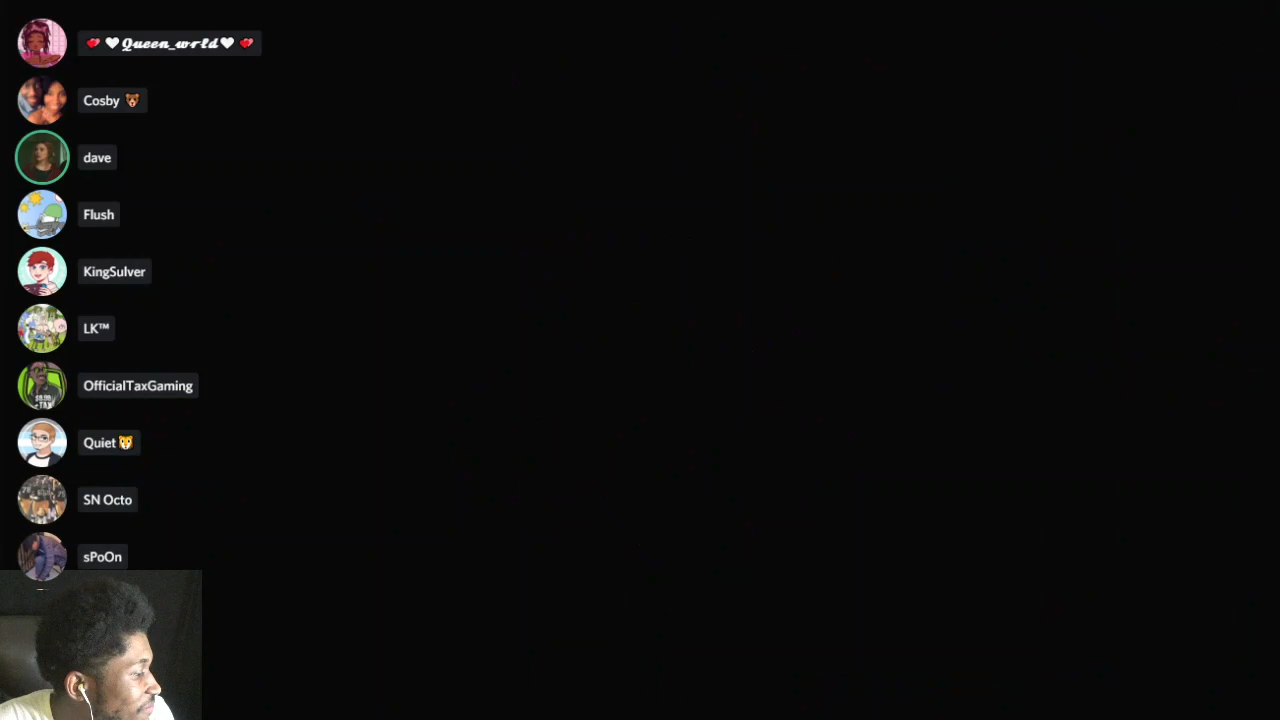 💕 🤍𝓠𝓾𝓮𝓮𝓷_𝔀𝓻𝓵𝓭🤍 💕
Cosby 🐻
dave
Flush
KingSulver
LK™
OfficialTaxGaming
Quiet🐯
SN Octo
sPoOn